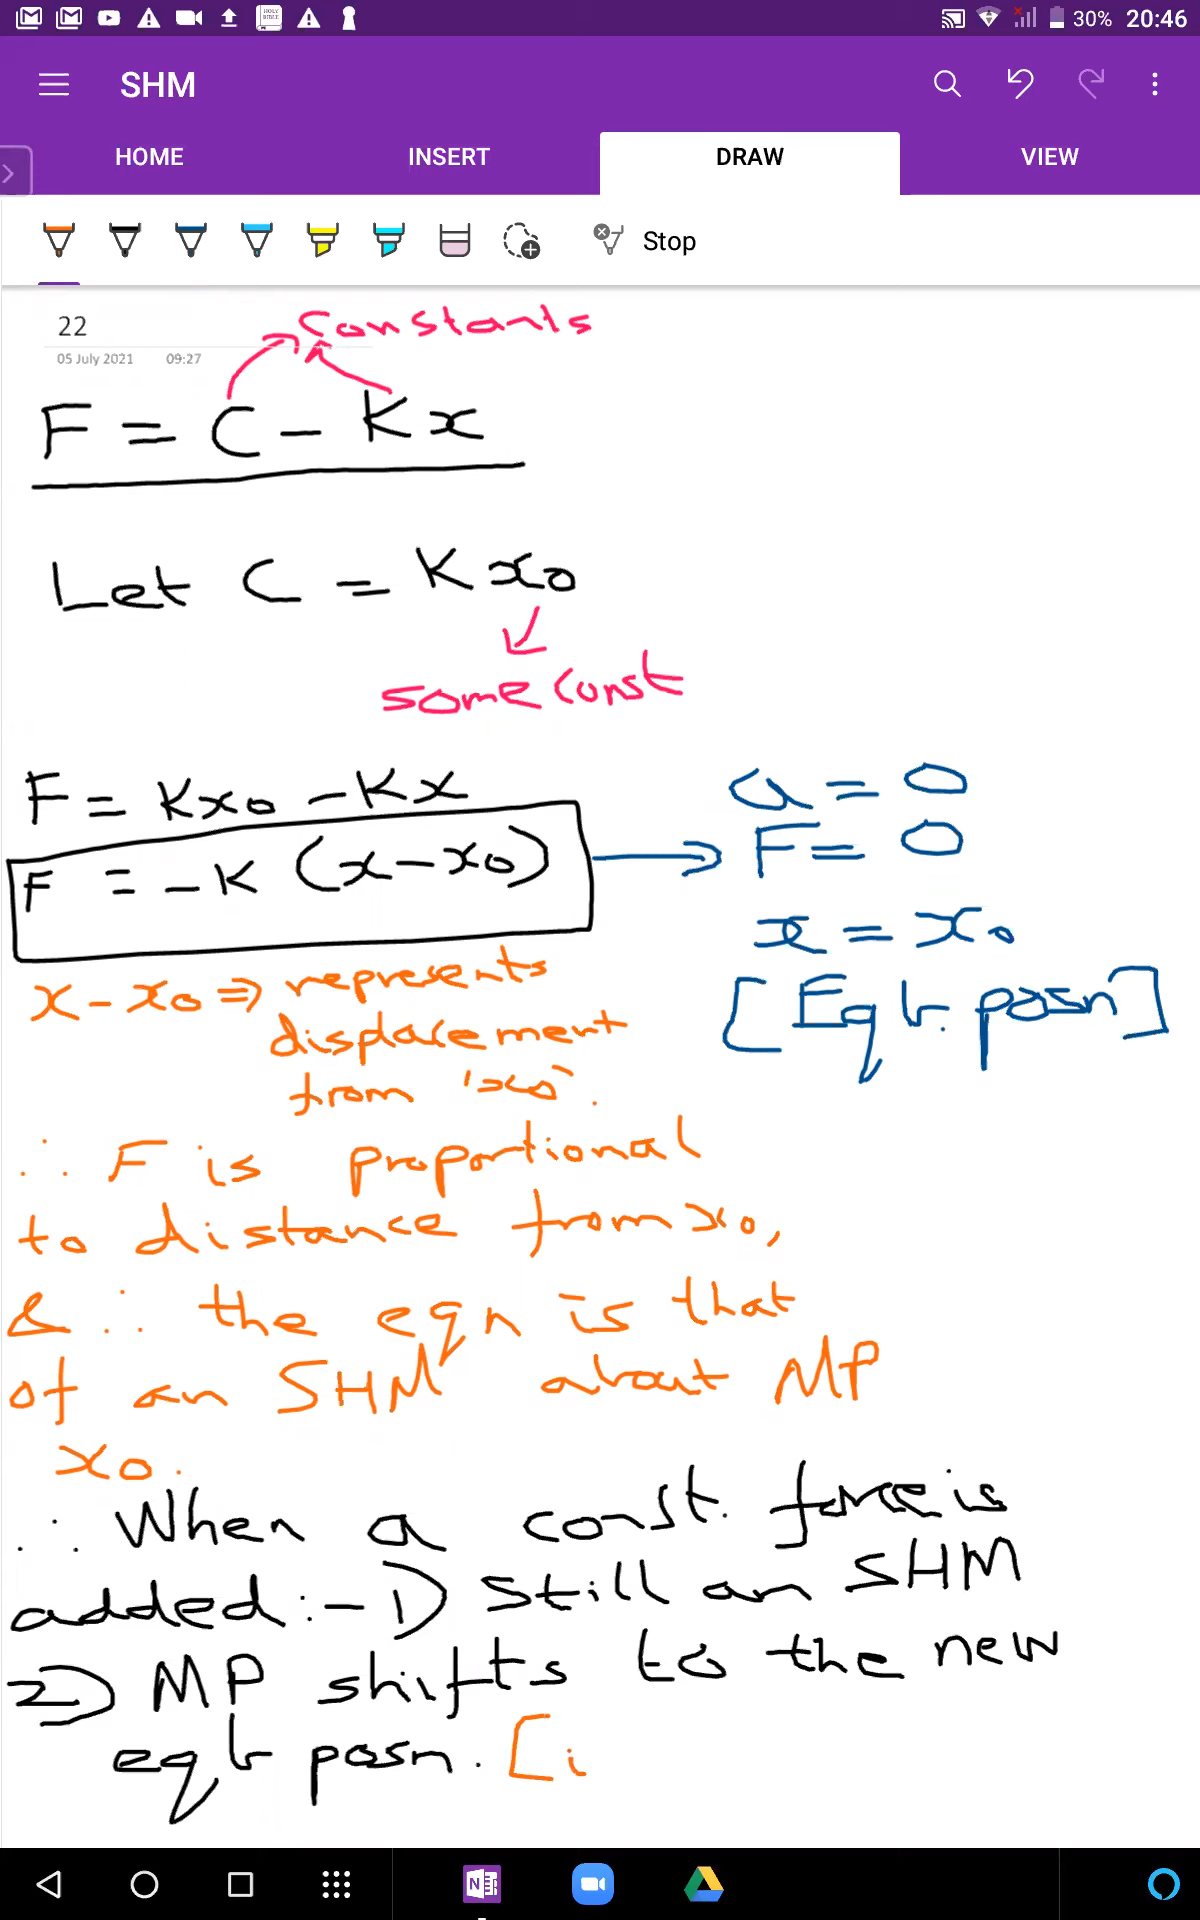 30% 20:46
SHM
HOME INSERT DRAW VIEW
Stop
22
05 July 2021 09:27
Constants
F = C - Kx
Let C = Kx0
some const
F = Kx0 - Kx
F = -K (x - x0)
a = 0
F = 0
x = x0
[Eqb. posn]
x - x0 ⇒ represents
displacement
from 'x0'.
∴ F is proportional
to distance from x0,
& ∴ the eqn is that
of an SHM about MP
x0.
∴ When a const. force is
added :- 1) still an SHM
2) MP shifts to the new
eqb posn. [i